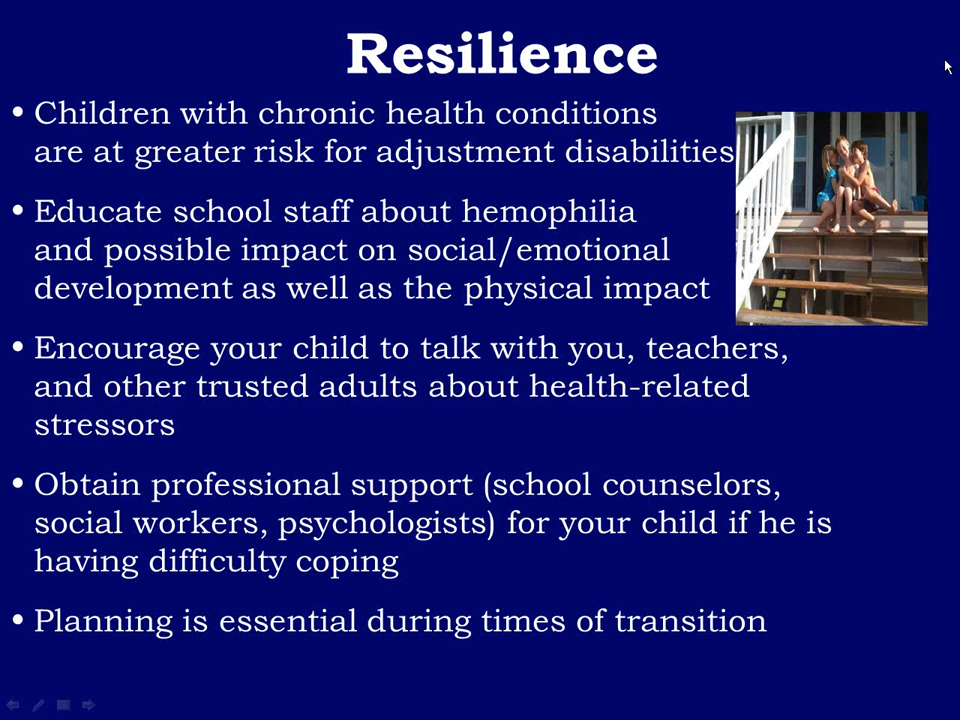 Resilience
• Children with chronic health conditions
are at greater risk for adjustment disabilities
• Educate school staff about hemophilia
and possible impact on social/emotional
development as well as the physical impact
• Encourage your child to talk with you, teachers,
and other trusted adults about health-related
stressors
• Obtain professional support (school counselors,
social workers, psychologists) for your child if he is
having difficulty coping
• Planning is essential during times of transition